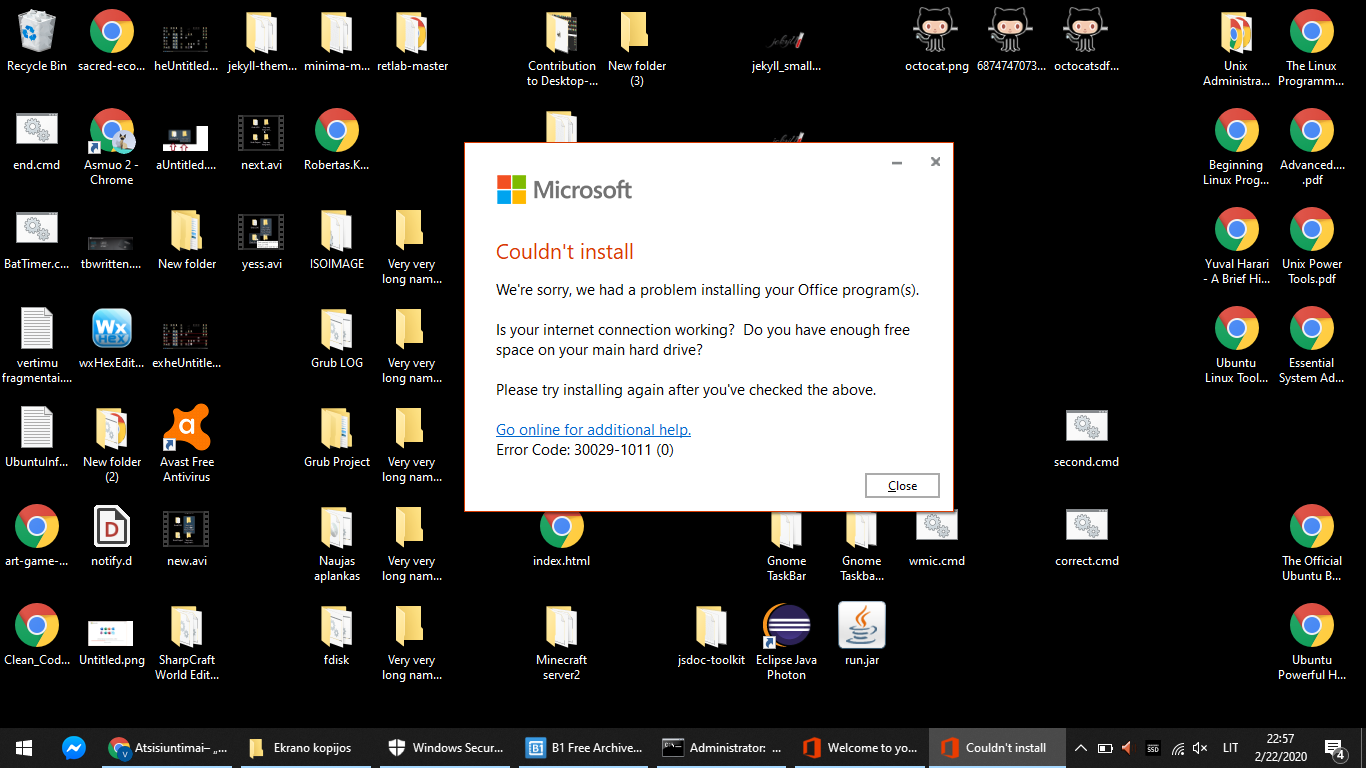 Recycle Bin
sacred-eco...
heUntitled...
jekyll-them...
minima-m...
retlab-master
Contribution
to Desktop-...
New folder
(3)
jekyll_small...
octocat.png
6874747073...
octocatsdf...
Unix
Administra...
The Linux
Programm...
end.cmd
Asmuo 2 -
Chrome
aUntitled....
next.avi
Robertas.K...
Beginning
Linux Prog...
Advanced....
.pdf
BatTimer.c...
tbwritten....
New folder
yess.avi
ISOIMAGE
Very very
long nam...
Yuval Harari
- A Brief Hi...
Unix Power
Tools.pdf
vertimu
fragmentai....
wxHexEdit...
exheUntitle...
Grub LOG
Very very
long nam...
Ubuntu
Linux Tool...
Essential
System Ad...
UbuntuInf...
New folder
(2)
Avast Free
Antivirus
Grub Project
Very very
long nam...
second.cmd
art-game-...
notify.d
new.avi
Naujas
aplankas
Very very
long nam...
index.html
Gnome
TaskBar
Gnome
Taskba...
wmic.cmd
correct.cmd
The Official
Ubuntu B...
Clean_Cod...
Untitled.png
SharpCraft
World Edit...
fdisk
Very very
long nam...
Minecraft
server2
jsdoc-toolkit
Eclipse Java
Photon
run.jar
Ubuntu
Powerful H...
Microsoft
Couldn't install
We're sorry, we had a problem installing your Office program(s).
Is your internet connection working?  Do you have enough free
space on your main hard drive?
Please try installing again after you've checked the above.
Go online for additional help.
Error Code: 30029-1011 (0)
Close
Atsisiuntimai– „...
Ekrano kopijos
Windows Secur...
B1 Free Archive...
Administrator: ...
Welcome to yo...
Couldn't install
SSD
LIT
22:57
2/22/2020
4